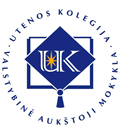 UTENOS KOLEGIJA
VALSTYBINĖ AUKŠTOJI MOKYKLA
UK